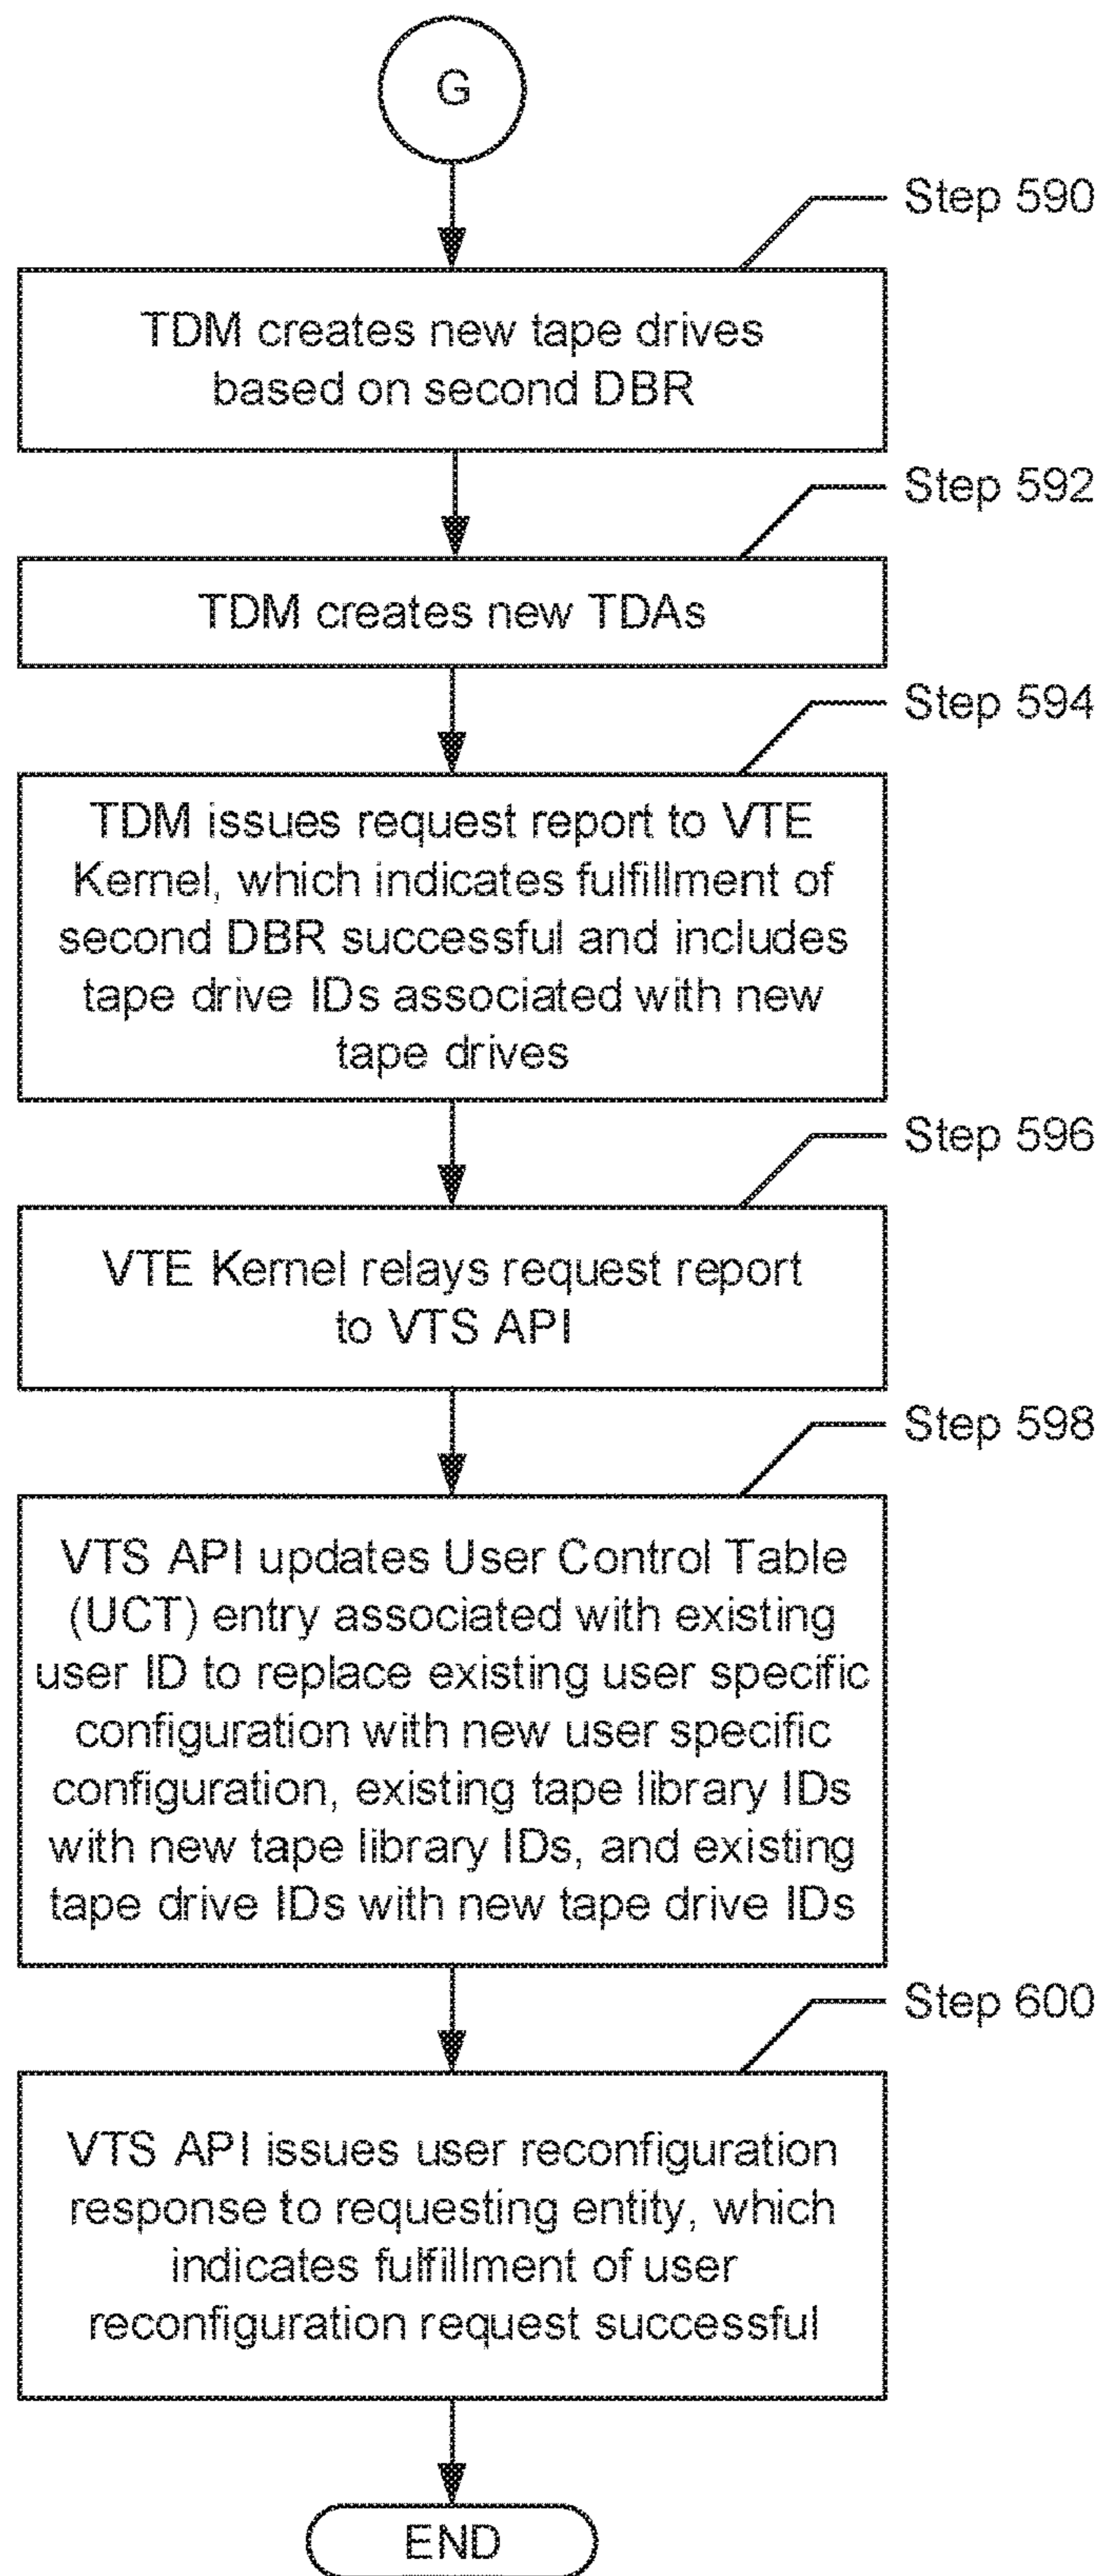 G
Step 590
TDM creates new tape drives
based on second DBR
Step 592
TDM creates new TDAs
Step 594
TDM issues request report to VTE
Kernel, which indicates fulfillment of
second DBR successful and includes
tape drive IDs associated with new
tape drives
Step 596
VTE Kernel relays request report
to VTS API
Step 598
VTS API updates User Control Table
(UCT) entry associated with existing
user ID to replace existing user specific
configuration with new user specific
configuration, existing tape library IDs
with new tape library IDs, and existing
tape drive IDs with new tape drive IDs
Step 600
VTS API issues user reconfiguration
response to requesting entity, which
indicates fulfillment of user
reconfiguration request successful
END